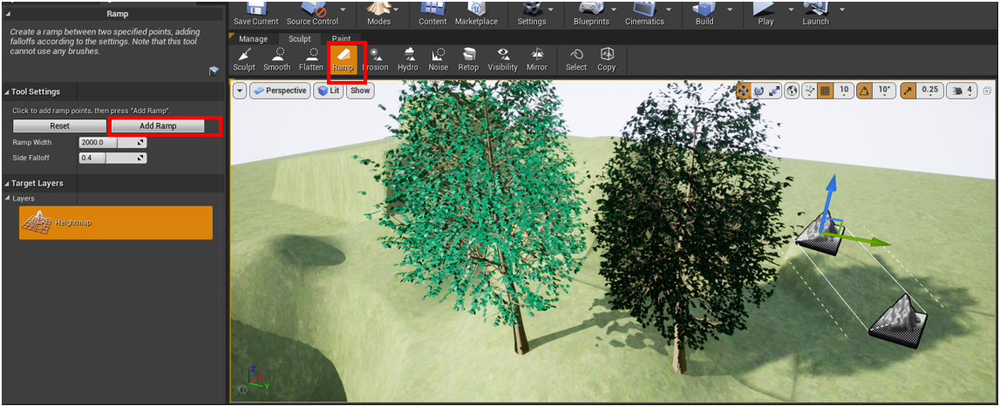 Ramp
Create a ramp between two specified points, adding
falloffs according to the settings. Note that this tool
cannot use any brushes.
Tool Settings
Click to add ramp points, then press "Add Ramp".
Reset Add Ramp
Ramp Width 2000.0
Side Falloff 0.4
Target Layers
Layers
Heightmap
Save Current Source Control Modes Content Marketplace Settings Blueprints Cinematics Build Play Launch
Manage Sculpt Paint
Sculpt Smooth Flatten Ramp Erosion Hydro Noise Retop Visibility Mirror Select Copy
Perspective Lit Show 10 10° 0.25 4
Z
X
Y